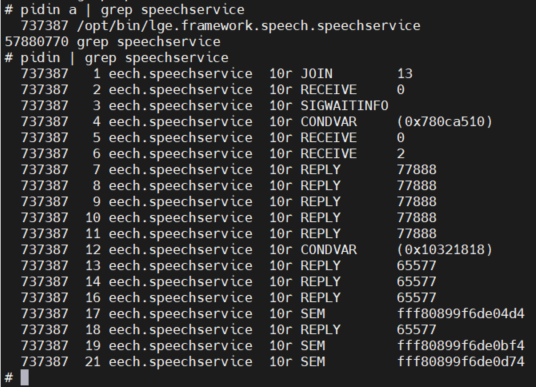 # pidin a | grep speechservice
  737387 /opt/bin/lge.framework.speech.speechservice
57880770 grep speechservice
# pidin | grep speechservice
  737387   1 eech.speechservice  10r JOIN        13
  737387   2 eech.speechservice  10r RECEIVE     0
  737387   3 eech.speechservice  10r SIGWAITINFO
  737387   4 eech.speechservice  10r CONDVAR     (0x780ca510)
  737387   5 eech.speechservice  10r RECEIVE     0
  737387   6 eech.speechservice  10r RECEIVE     2
  737387   7 eech.speechservice  10r REPLY       77888
  737387   8 eech.speechservice  10r REPLY       77888
  737387   9 eech.speechservice  10r REPLY       77888
  737387  10 eech.speechservice  10r REPLY       77888
  737387  11 eech.speechservice  10r REPLY       77888
  737387  12 eech.speechservice  10r CONDVAR     (0x10321818)
  737387  13 eech.speechservice  10r REPLY       65577
  737387  14 eech.speechservice  10r REPLY       65577
  737387  16 eech.speechservice  10r REPLY       65577
  737387  17 eech.speechservice  10r SEM         fff80899f6de04d4
  737387  18 eech.speechservice  10r REPLY       65577
  737387  19 eech.speechservice  10r SEM         fff80899f6de0bf4
  737387  21 eech.speechservice  10r SEM         fff80899f6de0d74
#